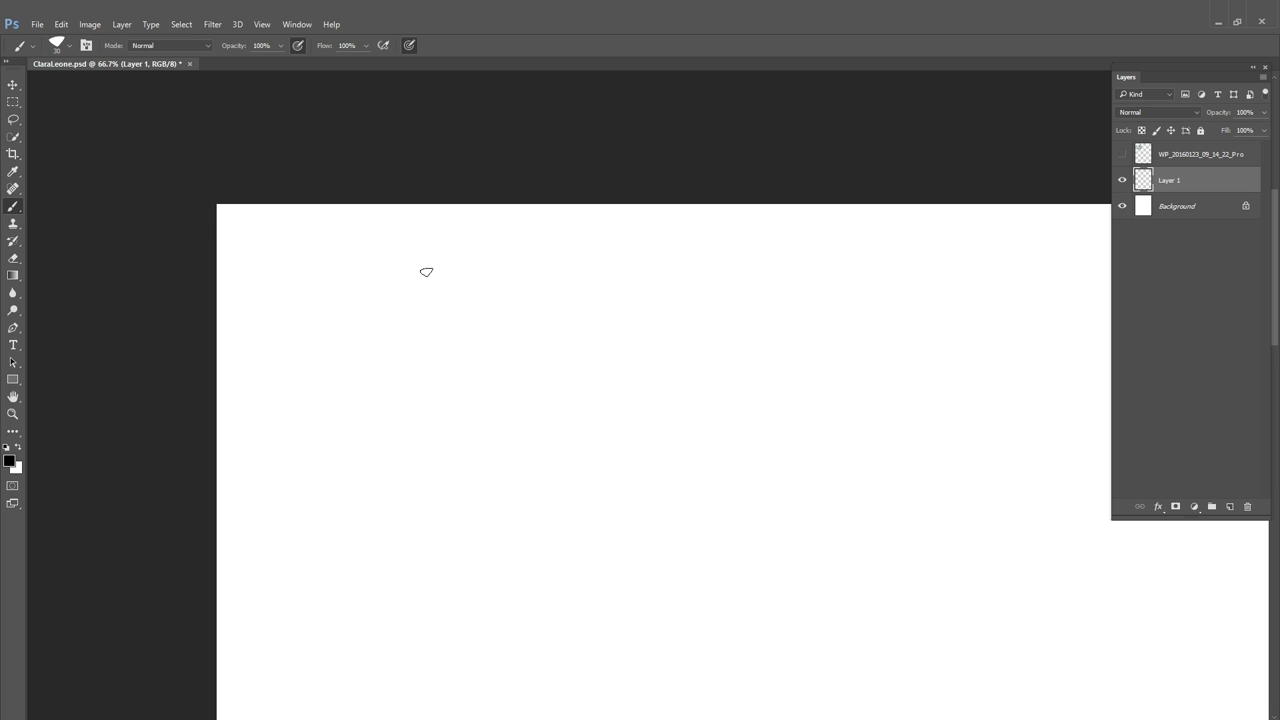 Ps File Edit Image Layer Type Select Filter 3D View Window Help
30 Mode: Normal Opacity: 100% Flow: 100%
ClaraLeone.psd @ 66.7% (Layer 1, RGB/8) *
Layers
Kind
Normal Opacity: 100%
Lock: Fill: 100%
WP_20160123_09_14_22_Pro
Layer 1
Background
fx